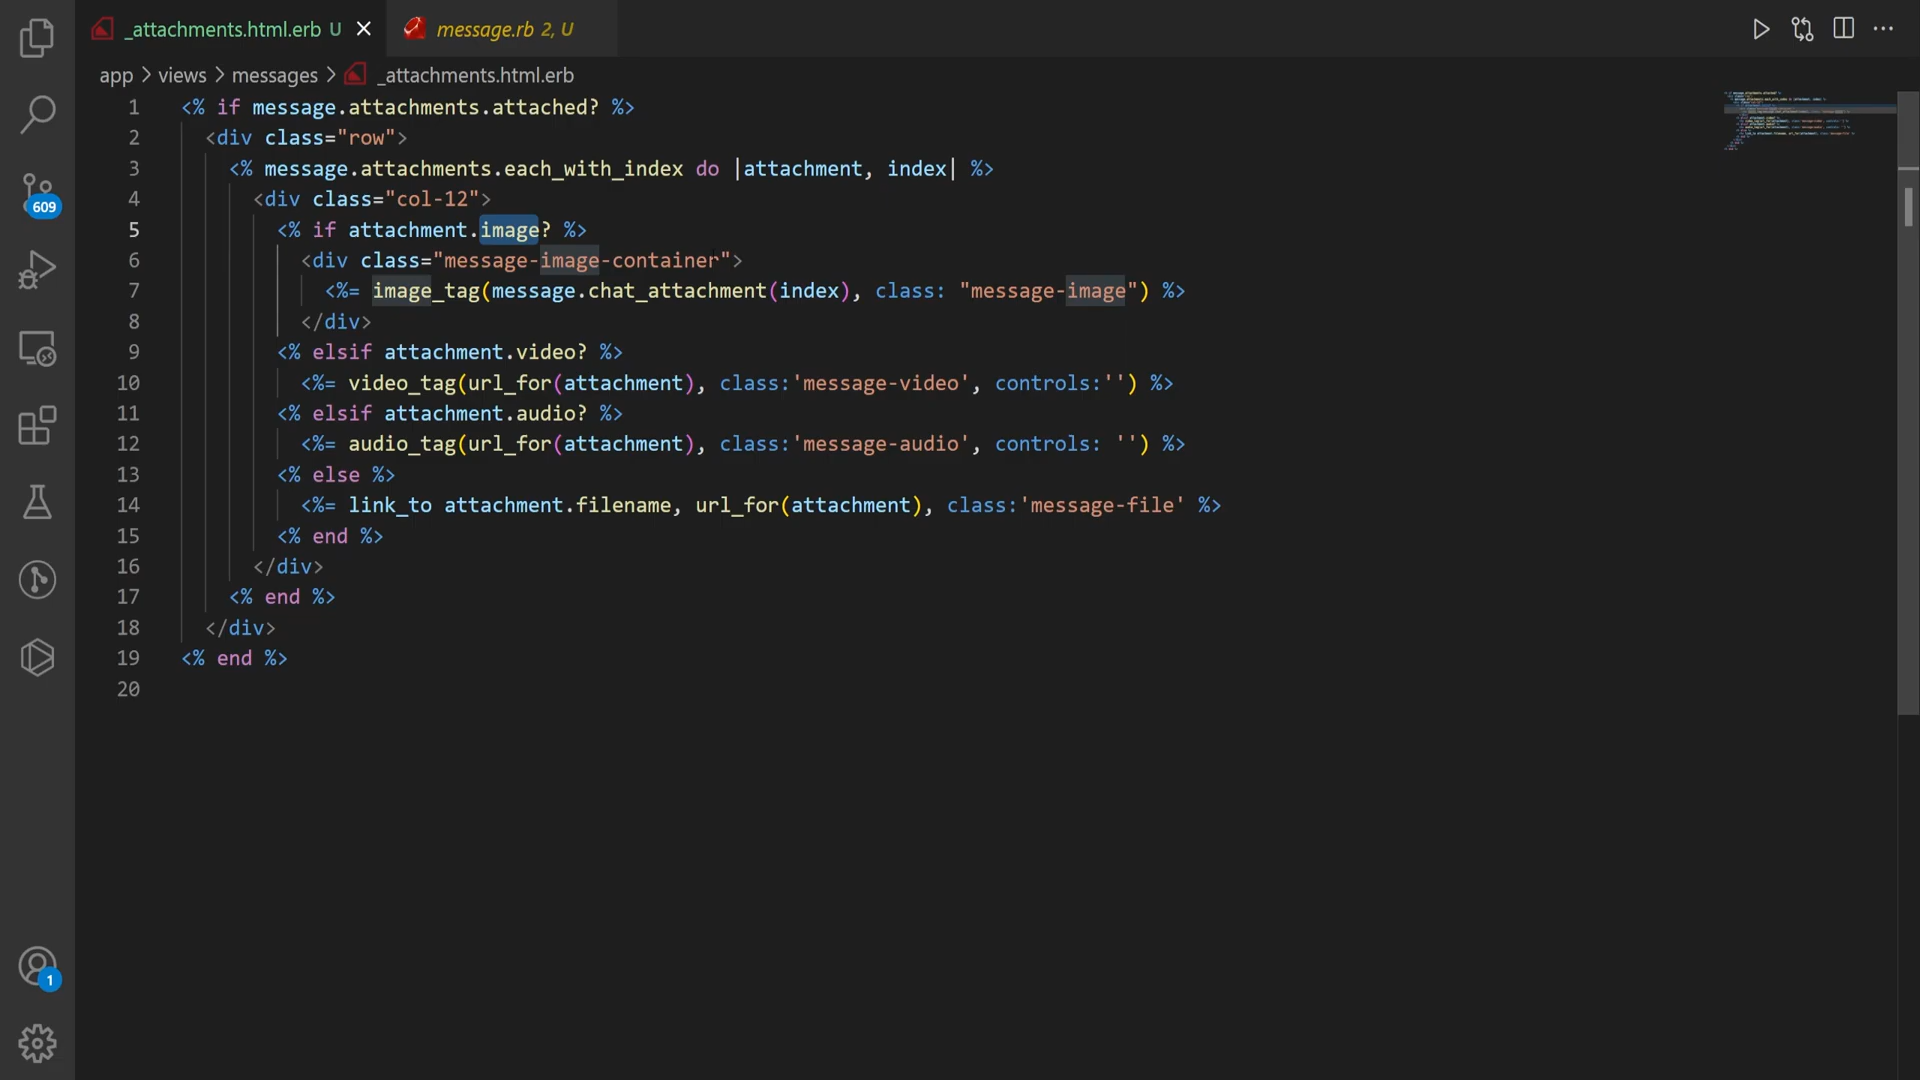 _attachments.html.erb U
message.rb 2, U
app > views > messages > _attachments.html.erb
1 <% if message.attachments.attached? %>
2 <div class="row">
3 <% message.attachments.each_with_index do |attachment, index| %>
4 <div class="col-12">
5 <% if attachment.image? %>
6 <div class="message-image-container">
7 <%= image_tag(message.chat_attachment(index), class: "message-image") %>
8 </div>
9 <% elsif attachment.video? %>
10 <%= video_tag(url_for(attachment), class:'message-video', controls:'') %>
11 <% elsif attachment.audio? %>
12 <%= audio_tag(url_for(attachment), class:'message-audio', controls: '') %>
13 <% else %>
14 <%= link_to attachment.filename, url_for(attachment), class:'message-file' %>
15 <% end %>
16 </div>
17 <% end %>
18 </div>
19 <% end %>
20
609
1